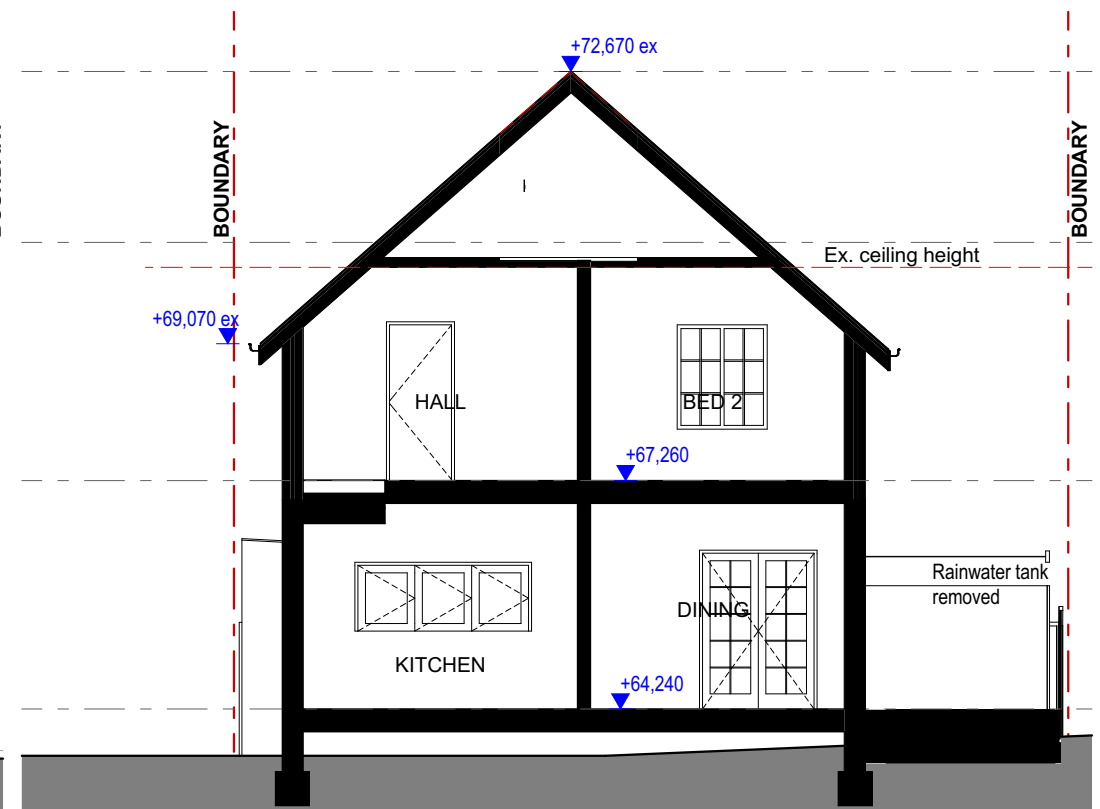 +72,670 ex
BOUNDARY
BOUNDARY
Ex. ceiling height
+69,070 ex
HALL
BED 2
+67,260
Rainwater tank
removed
DINING
KITCHEN
+64,240